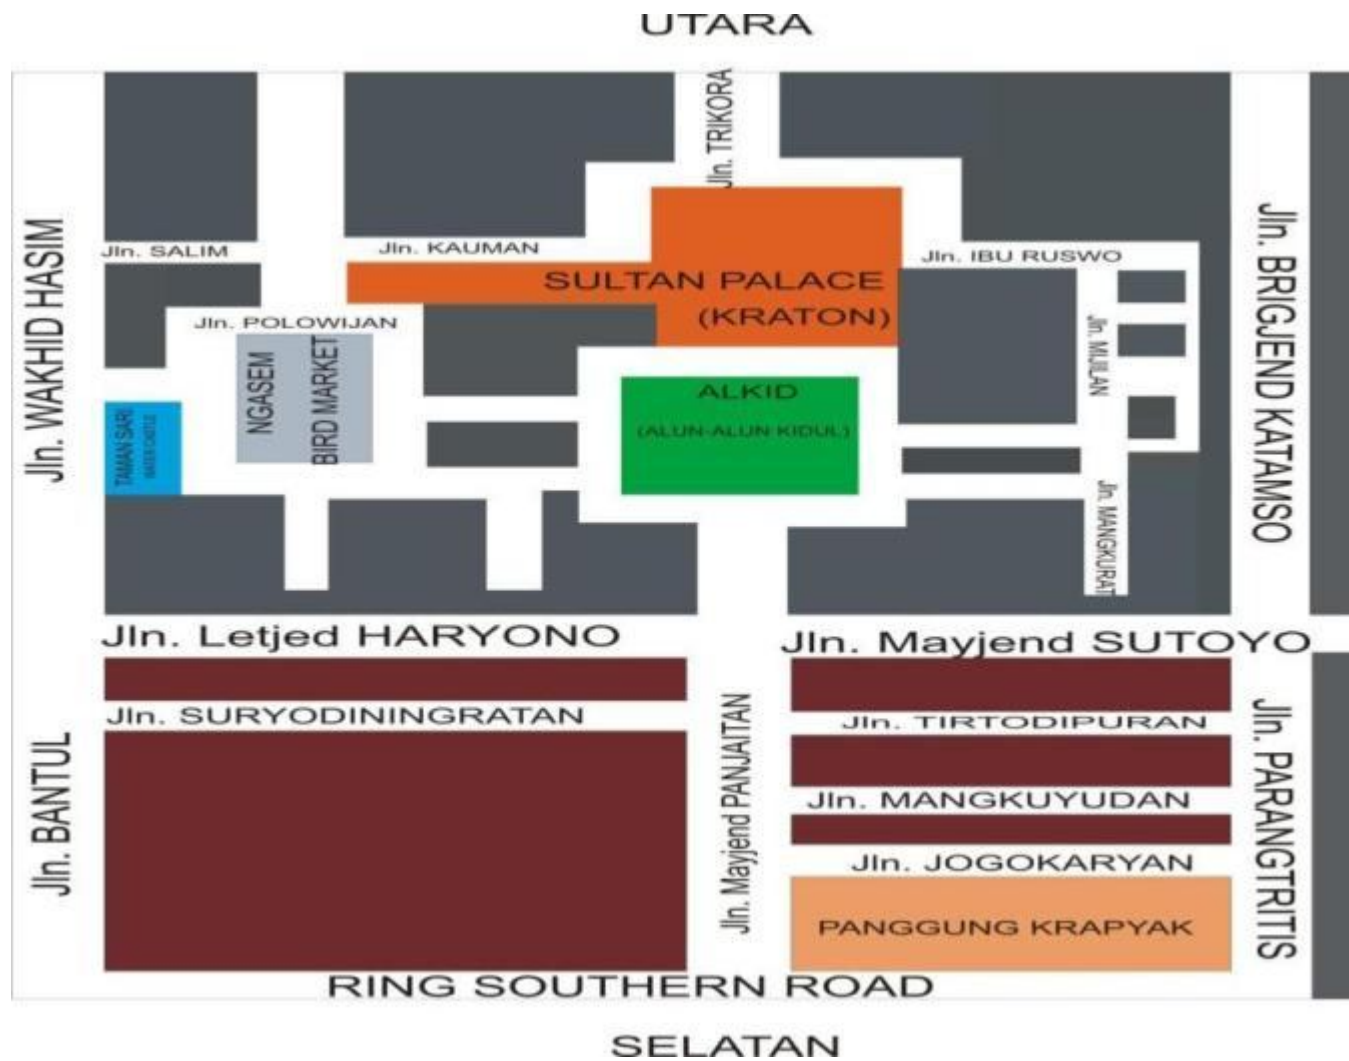 UTARA
Jln. TRIKORA
Jln. WAKHID HASIM
Jln. SALIM
Jln. KAUMAN
Jln. IBU RUSWO
Jln. BRIGJEND KATAMSO
SULTAN PALACE
(KRATON)
Jln. POLOWIJAN
NGASEM
BIRD MARKET
Jln. MIJILAN
ALKID
(ALUN-ALUN KIDUL)
TAMAN SARI
WATER CASTLE
Jln. MANGKURAT
Jln. Letjed HARYONO
Jln. Mayjend SUTOYO
Jln. SURYODININGRATAN
Jln. TIRTODIPURAN
Jln. BANTUL
Jln. Mayjend PANJAITAN
Jln. MANGKUYUDAN
Jln. PARANGTRITIS
Jln. JOGOKARYAN
PANGGUNG KRAPYAK
RING SOUTHERN ROAD
SELATAN